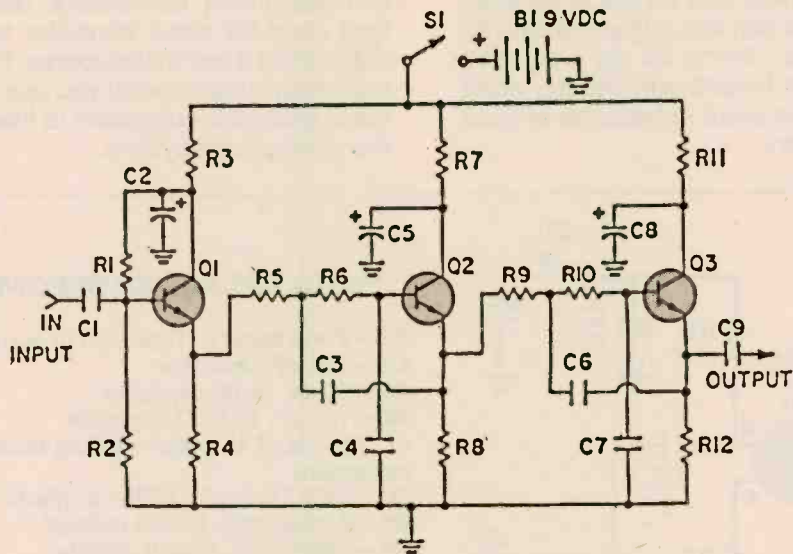 S1
B1 9-VDC
+
R3
R7
R11
C2
+
+
C5
+
C8
R1
Q1
R5
R6
Q2
R9
R10
Q3
IN
C1
INPUT
C3
C6
C9
OUTPUT
R2
R4
C4
R8
C7
R12